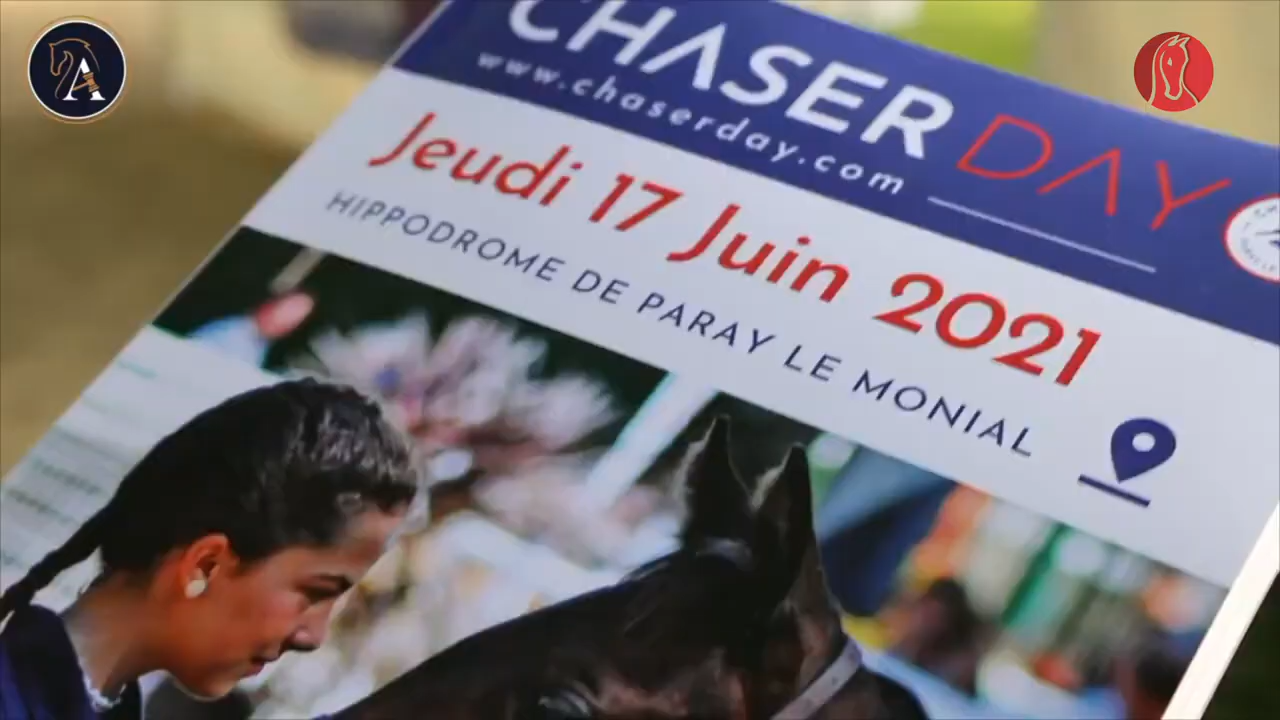 CHASER DAY
www.chaserday.com
Jeudi 17 Juin 2021
HIPPODROME DE PARAY LE MONIAL
A